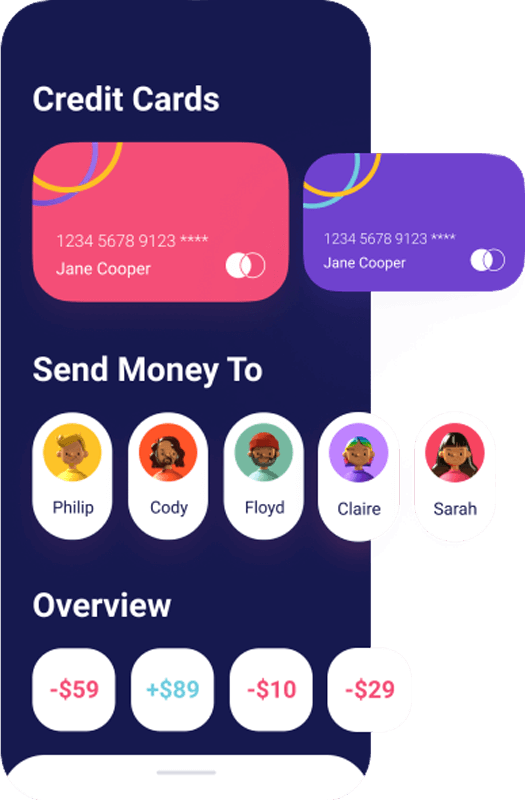 Credit Cards
1234 5678 9123 ****
Jane Cooper
1234 5678 9123 ****
Jane Cooper
Send Money To
Philip
Cody
Floyd
Claire
Sarah
Overview
-$59
+$89
-$10
-$29